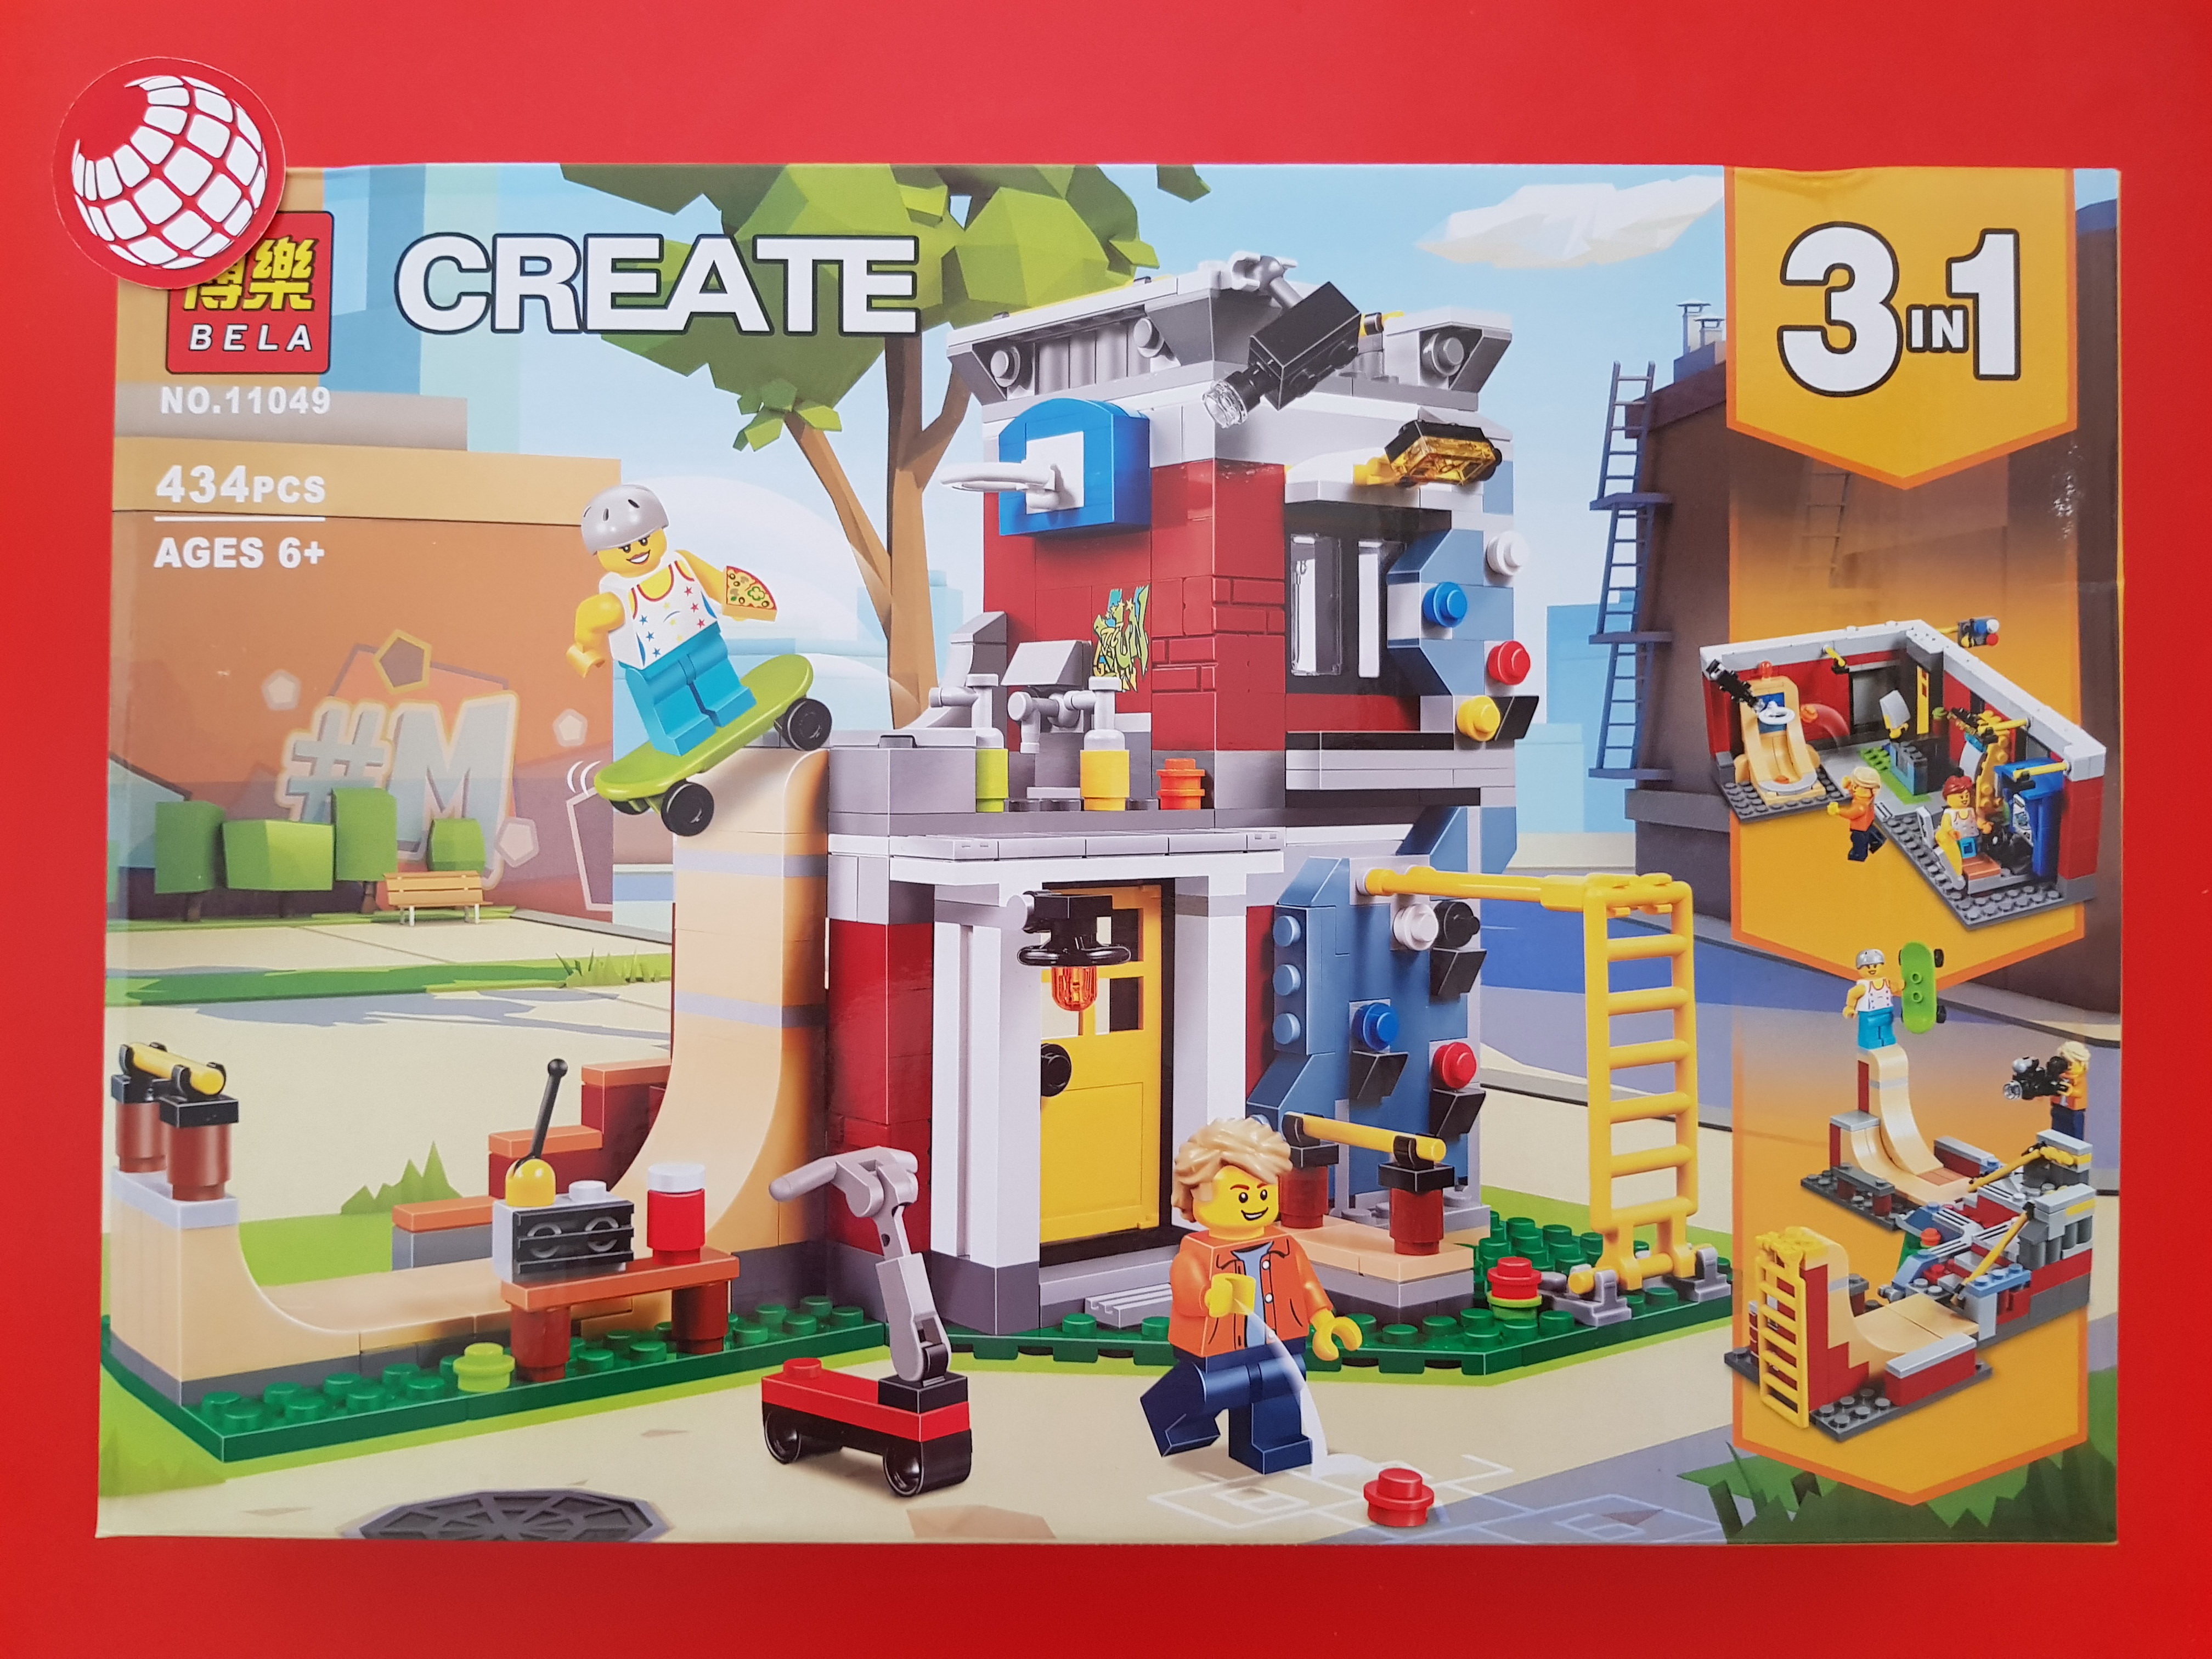 博樂
BELA
CREATE
NO.11049
434PCS
AGES 6+
3 IN 1
#M